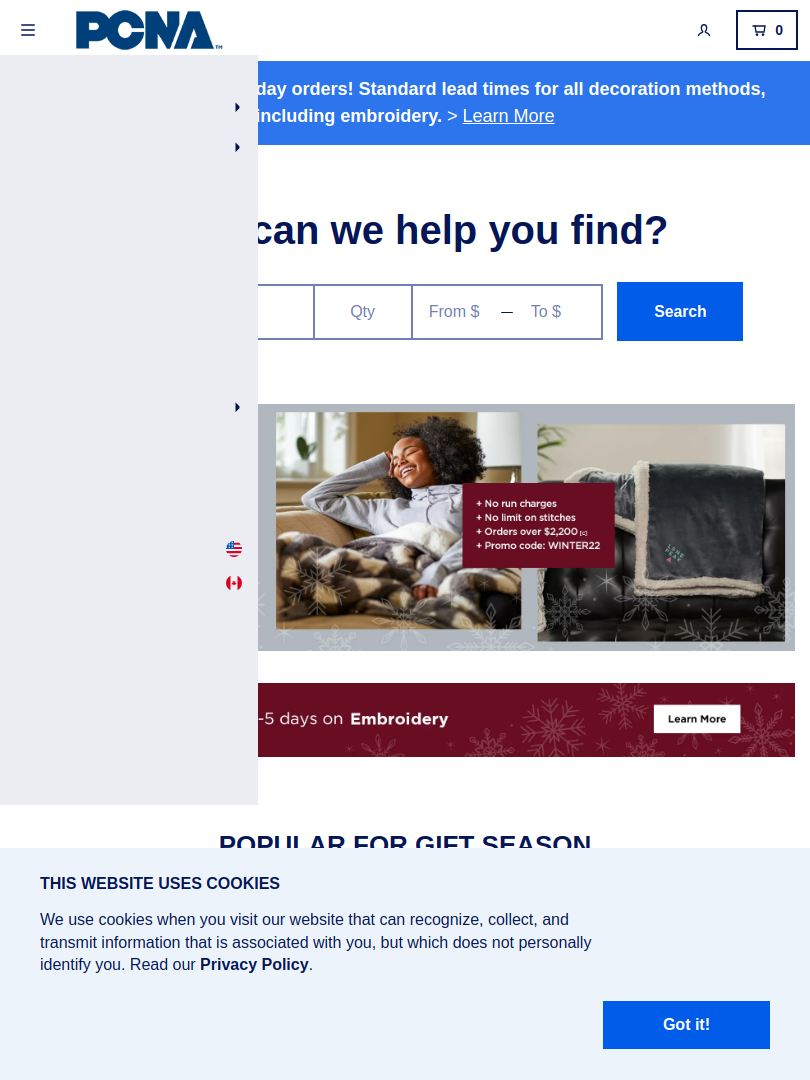 PCNA
TM
0
day orders! Standard lead times for all decoration methods,
including embroidery. > Learn More
can we help you find?
Qty
From $ — To $
Search
+ No run charges
+ No limit on stitches
+ Orders over $2,200 [C]
+ Promo code: WINTER22
-5 days on Embroidery
Learn More
POPULAR FOR GIFT SEASON
THIS WEBSITE USES COOKIES
We use cookies when you visit our website that can recognize, collect, and
transmit information that is associated with you, but which does not personally
identify you. Read our Privacy Policy.
Got it!